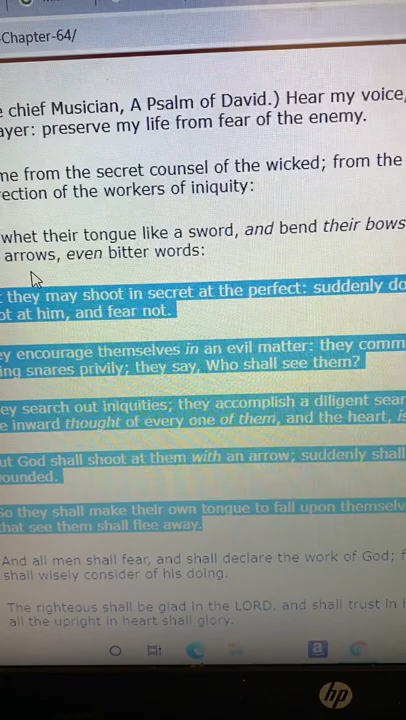 -Chapter-64/
chief Musician, A Psalm of David.) Hear my voice,
ayer: preserve my life from fear of the enemy.
me from the secret counsel of the wicked; from the
rection of the workers of iniquity:
whet their tongue like a sword, and bend their bows
arrows, even bitter words:
they may shoot in secret at the perfect: suddenly do
ot at him, and fear not.
ey encourage themselves in an evil matter: they comm
ing snares privily; they say, Who shall see them?
ey search out iniquities; they accomplish a diligent sear
e inward thought of every one of them, and the heart, is
ut God shall shoot at them with an arrow; suddenly shall
ounded.
So they shall make their own tongue to fall upon themselv
that see them shall flee away.
And all men shall fear, and shall declare the work of God; f
shall wisely consider of his doing.
The righteous shall be glad in the LORD, and shall trust in h
all the upright in heart shall glory.
a
hp